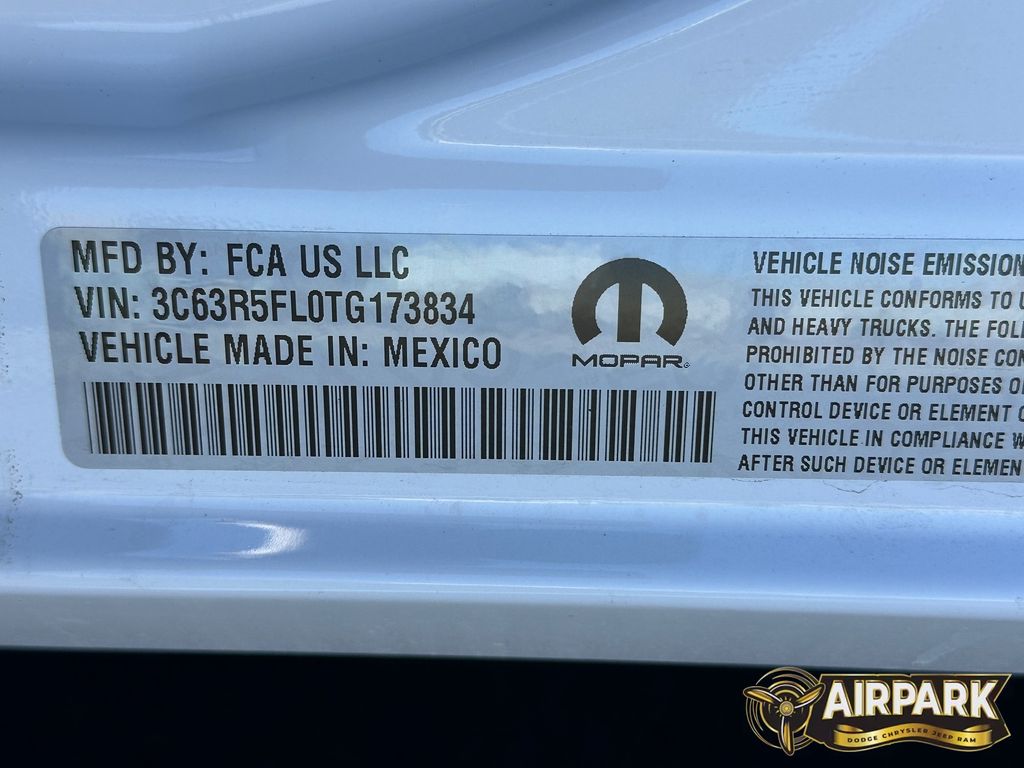 MFD BY: FCA US LLC
VIN: 3C63R5FL0TG173834
VEHICLE MADE IN: MEXICO
MOPAR
VEHICLE NOISE EMISSION
THIS VEHICLE CONFORMS TO U
AND HEAVY TRUCKS. THE FOLL
PROHIBITED BY THE NOISE CON
OTHER THAN FOR PURPOSES O
CONTROL DEVICE OR ELEMENT O
THIS VEHICLE IN COMPLIANCE W
AFTER SUCH DEVICE OR ELEMEN
AIRPARK
DODGE CHRYSLER JEEP RAM